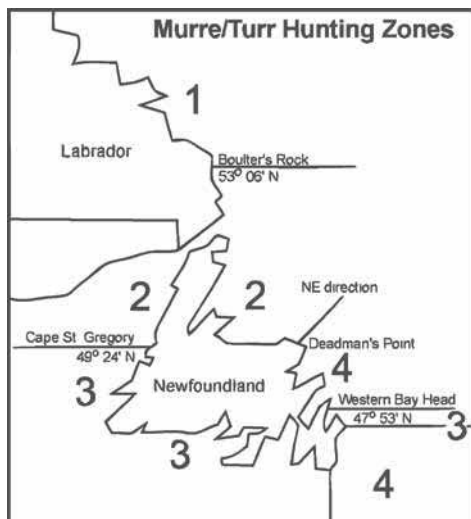 Murre/Turr Hunting Zones
1
Labrador
Boulter's Rock
53° 06' N
2
2
NE direction
Cape St. Gregory
49° 24' N
Deadman's Point
4
3
Newfoundland
Western Bay Head
47° 53' N
3
3
4